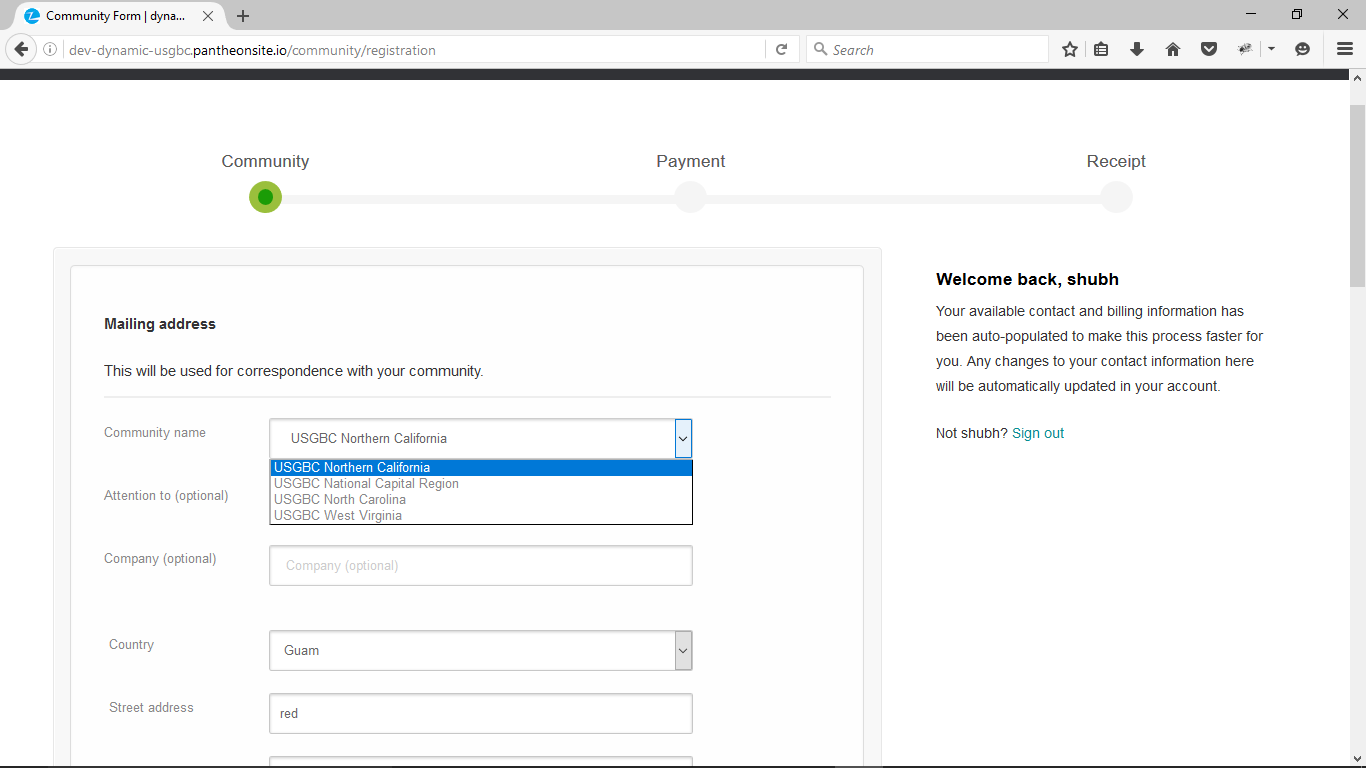 Community Form | dyna...
dev-dynamic-usgbc.pantheonsite.io/community/registration
Search
Community
Payment
Receipt
Mailing address
This will be used for correspondence with your community.
Community name
USGBC Northern California
USGBC Northern California
USGBC National Capital Region
USGBC North Carolina
USGBC West Virginia
Attention to (optional)
Company (optional)
Company (optional)
Country
Guam
Street address
red
Welcome back, shubh
Your available contact and billing information has
been auto-populated to make this process faster for
you. Any changes to your contact information here
will be automatically updated in your account.
Not shubh? Sign out